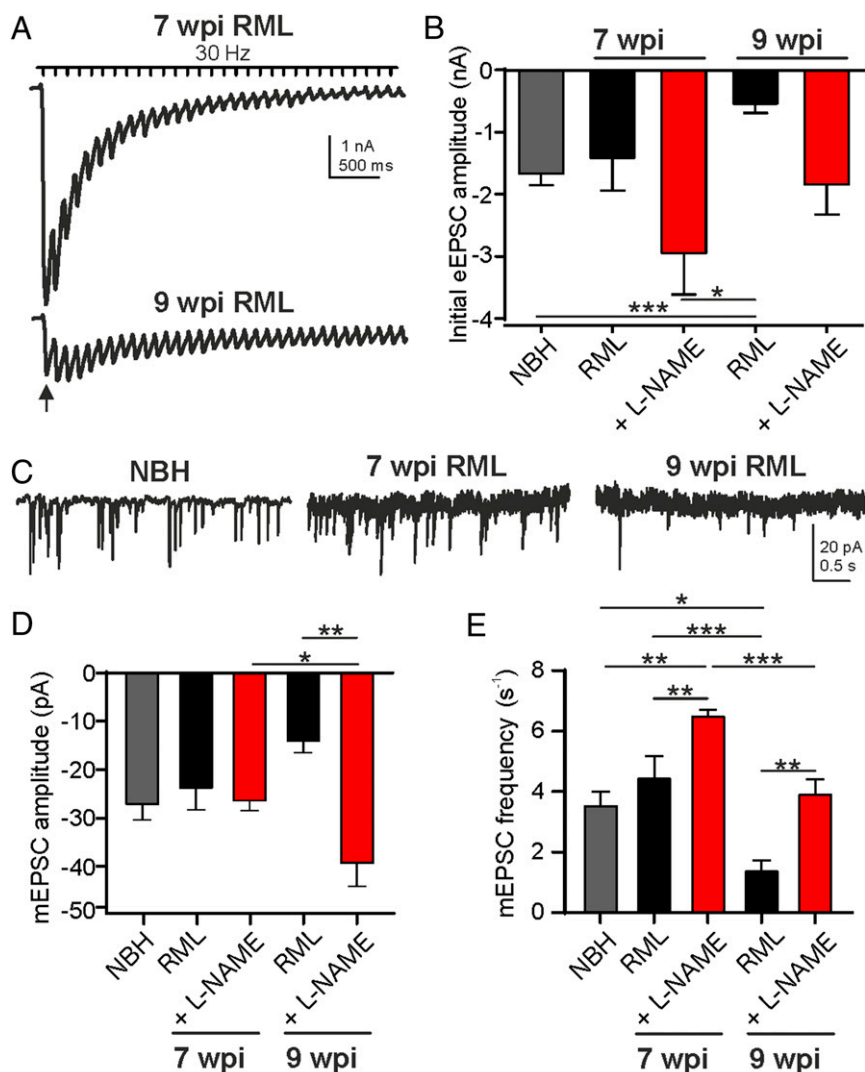 A
7 wpi RML
30 Hz
1 nA
500 ms
9 wpi RML
B
7 wpi 9 wpi
Initial eEPSC amplitude (nA)
0
-1
-2
-3
-4
*** *
NBH
RML
+ L-NAME
RML
+ L-NAME
C
NBH 7 wpi RML 9 wpi RML
20 pA
0.5 s
D
**
*
mEPSC amplitude (pA)
0
-10
-20
-30
-40
-50
NBH
RML
+ L-NAME
RML
+ L-NAME
7 wpi 9 wpi
E
*
***
** ***
**
**
mEPSC frequency (s⁻¹)
8
6
4
2
0
NBH
RML
+ L-NAME
RML
+ L-NAME
7 wpi 9 wpi